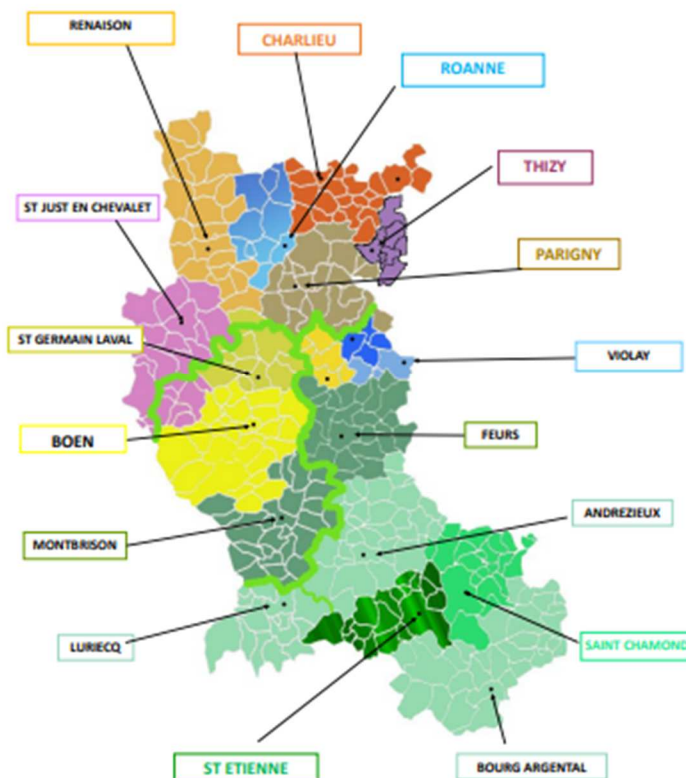 RENAISON
CHARLIEU
ROANNE
THIZY
ST JUST EN CHEVALET
PARIGNY
ST GERMAIN LAVAL
VIOLAY
BOEN
FEURS
ANDREZIEUX
MONTBRISON
LURIECQ
SAINT CHAMOND
ST ETIENNE
BOURG ARGENTAL